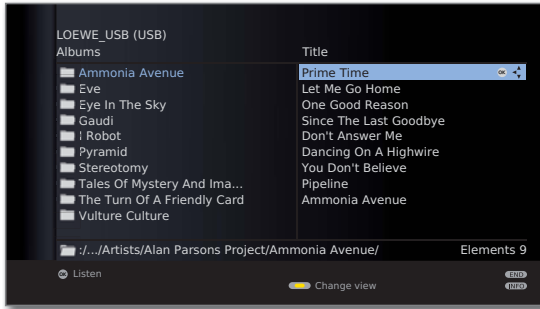 LOEWE_USB (USB)
Albums
Title
Ammonia Avenue
Eve
Eye In The Sky
Gaudi
¦ Robot
Pyramid
Stereotomy
Tales Of Mystery And Ima...
The Turn Of A Friendly Card
Vulture Culture
Prime Time OK
Let Me Go Home
One Good Reason
Since The Last Goodbye
Don't Answer Me
Dancing On A Highwire
You Don't Believe
Pipeline
Ammonia Avenue
:/.../Artists/Alan Parsons Project/Ammonia Avenue/ Elements 9
OK Listen
END
Change view
INFO